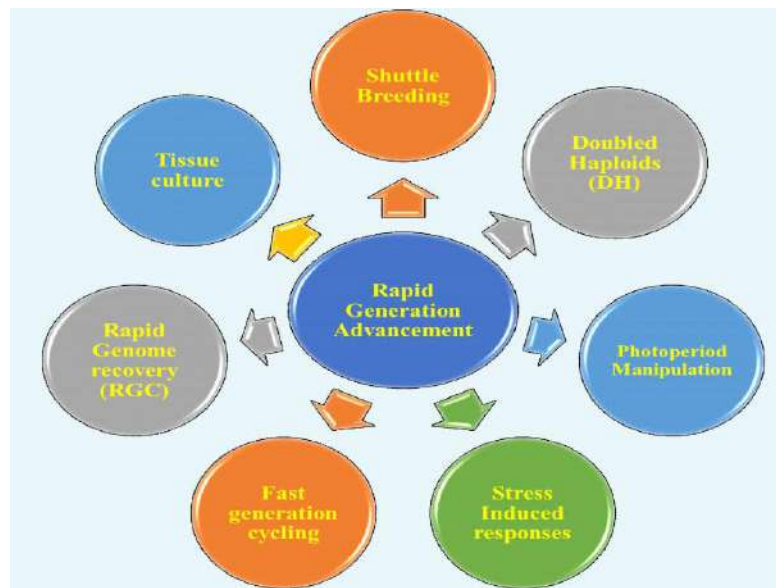 Shuttle
Breeding
Doubled
Haploids
(DH)
Tissue
culture
Rapid
Generation
Advancement
Rapid
Genome
recovery
(RGC)
Photoperiod
Manipulation
Fast
generation
cycling
Stress
Induced
responses